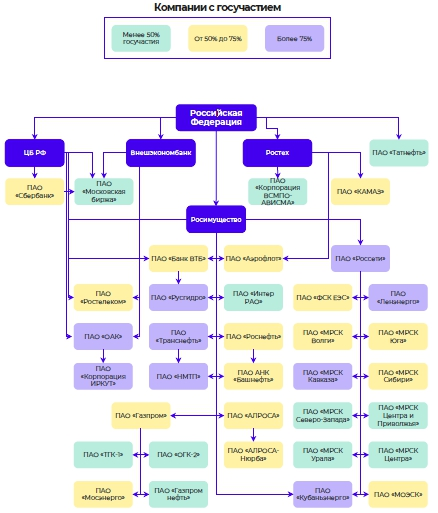 Компании с госучастием
Менее 50%
госучастия
От 50% до 75%
Более 75%
Российская
Федерация
ЦБ РФ
Внешэкономбанк
Ростех
ПАО «Татнефть»
ПАО
«Сбербанк»
ПАО
«Московская
биржа»
ПАО
«Корпорация
ВСМПО-
АВИСМА»
ПАО «КАМАЗ»
Росимущество
ПАО «Банк ВТБ»
ПАО «Аэрофлот»
ПАО «Россети»
ПАО
«Ростелеком»
ПАО «Русгидро»
ПАО «Интер
РАО»
ПАО «ФСК ЕЭС»
ПАО
«Ленэнерго»
ПАО «ОАК»
ПАО
«Транснефть»
ПАО «Роснефть»
ПАО «МРСК
Волги»
ПАО «МРСК
Юга»
ПАО
«Корпорация
ИРКУТ»
ПАО «НМТП»
ПАО АНК
«Башнефть»
ПАО «МРСК
Кавказа»
ПАО «МРСК
Сибири»
ПАО «Газпром»
ПАО «АЛРОСА»
ПАО «МРСК
Северо-Запада»
ПАО «МРСК
Центра и
Приволжья»
ПАО «ТГК-1»
ПАО «ОГК-2»
ПАО «АЛРОСА-
Нюрба»
ПАО «МРСК
Урала»
ПАО «МРСК
Центра»
ПАО
«Мосэнерго»
ПАО «Газпром
нефть»
ПАО
«Кубаньэнерго»
ПАО «МОЭСК»